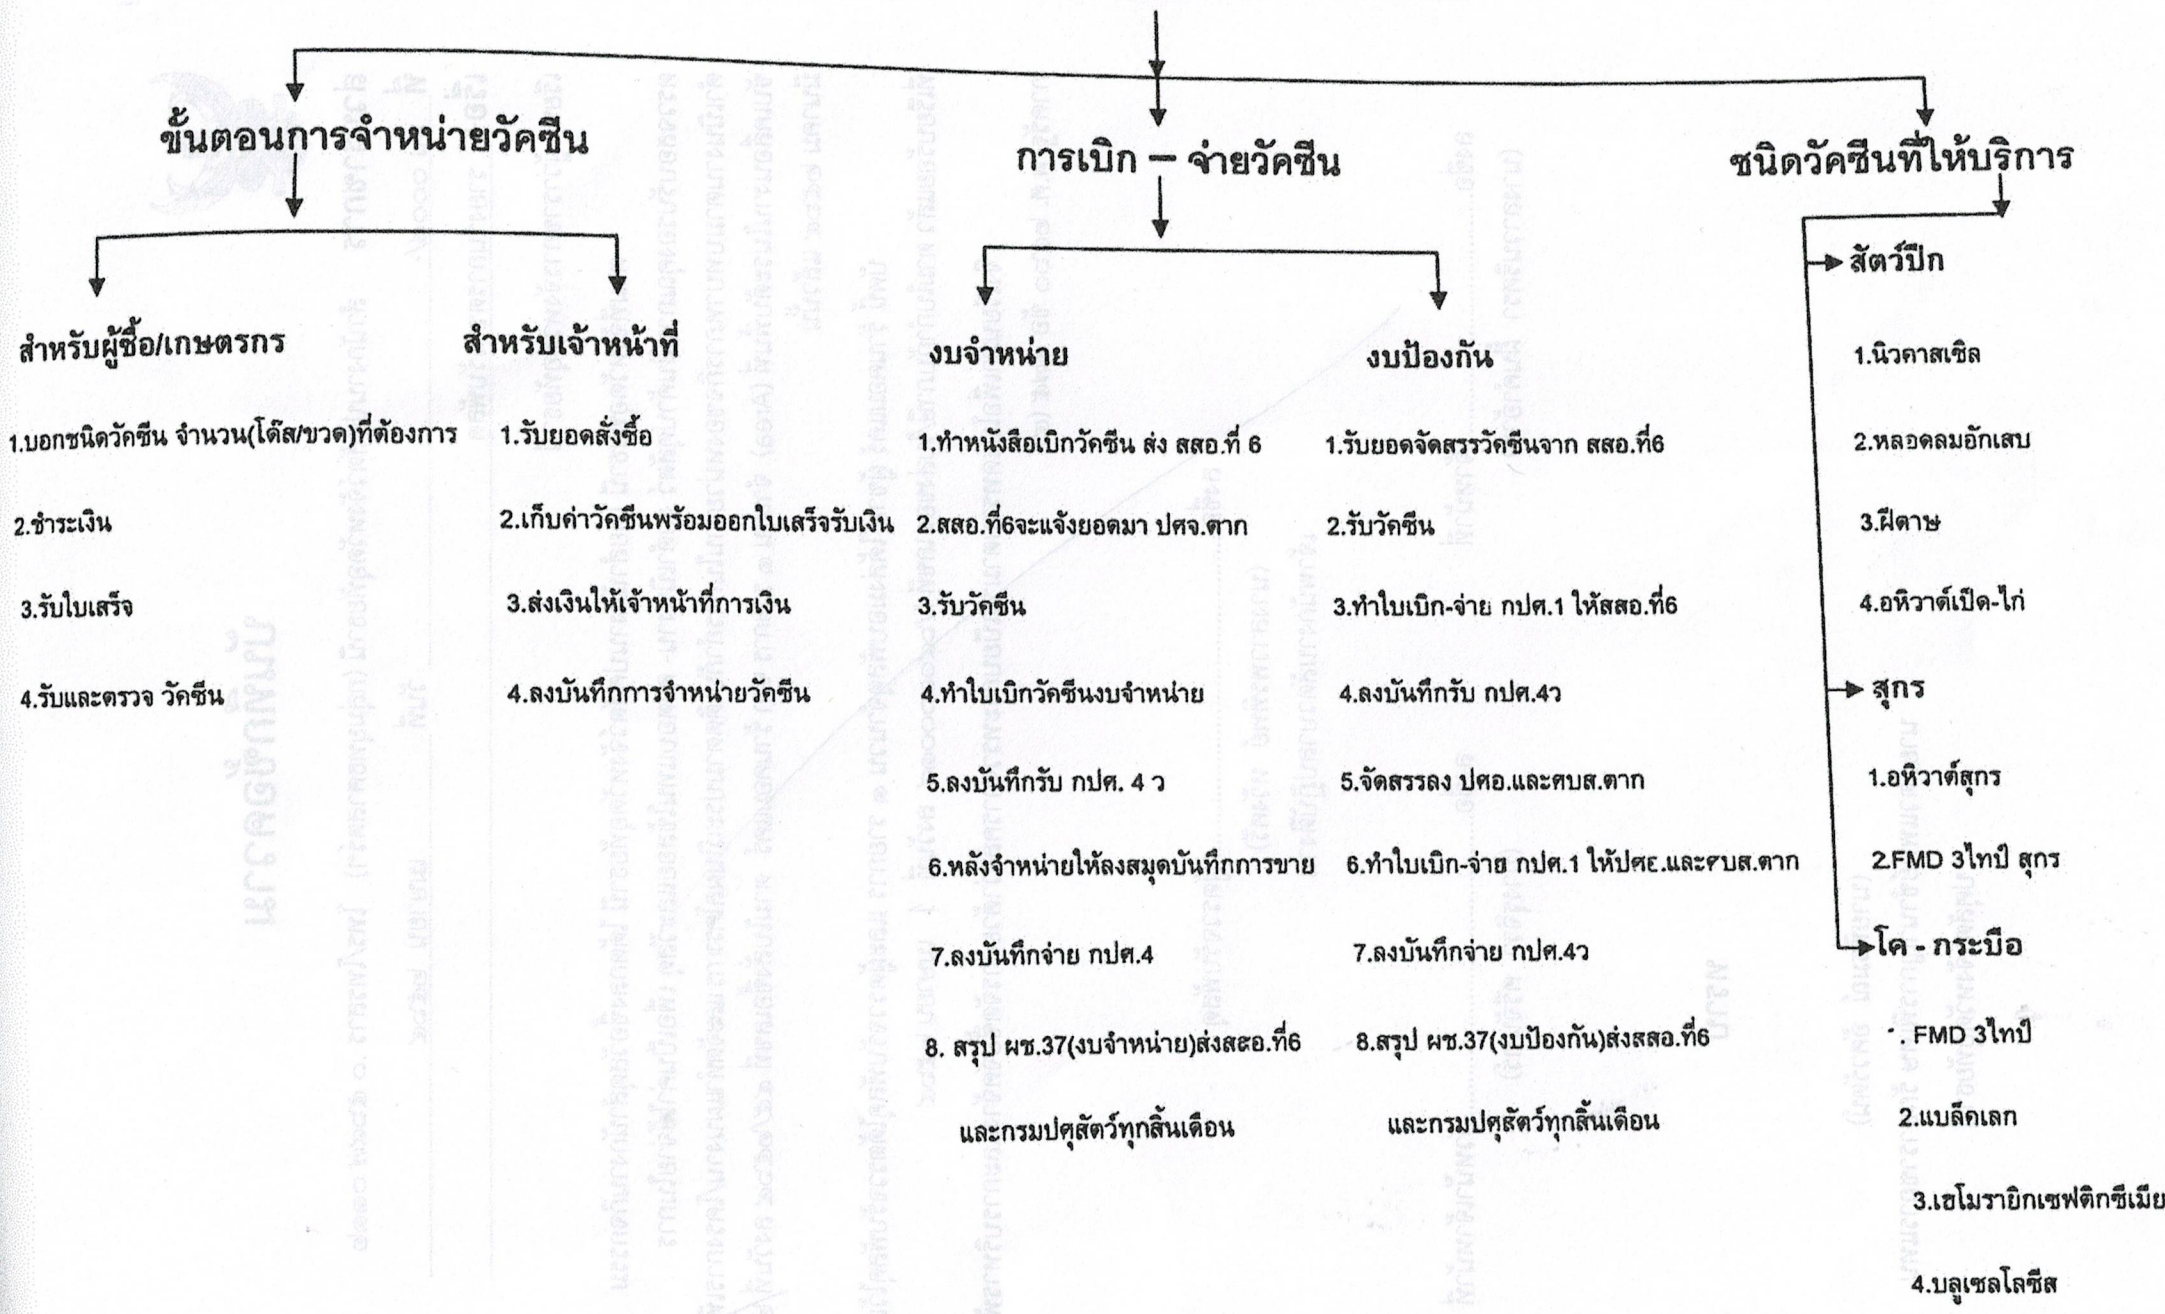 ขั้นตอนการจำหน่ายวัคซีน
สำหรับผู้ซื้อ/เกษตรกร
1.บอกชนิดวัคซีน จำนวน(โด๊ส/ขวด)ที่ต้องการ
2.ชำระเงิน
3.รับใบเสร็จ
4.รับและตรวจ วัคซีน
สำหรับเจ้าหน้าที่
1.รับยอดสั่งซื้อ
2.เก็บค่าวัคซีนพร้อมออกใบเสร็จรับเงิน
3.ส่งเงินให้เจ้าหน้าที่การเงิน
4.ลงบันทึกการจำหน่ายวัคซีน
การเบิก – จ่ายวัคซีน
งบจำหน่าย
1.ทำหนังสือเบิกวัคซีน ส่ง สสอ.ที่ 6
2.สสอ.ที่6จะแจ้งยอดมา ปศจ.ตาก
3.รับวัคซีน
4.ทำใบเบิกวัคซีนงบจำหน่าย
5.ลงบันทึกรับ กปศ. 4 ว
6.หลังจำหน่ายให้ลงสมุดบันทึกการขาย
7.ลงบันทึกจ่าย กปศ.4
8. สรุป ผช.37(งบจำหน่าย)ส่งสสอ.ที่6
และกรมปศุสัตว์ทุกสิ้นเดือน
งบป้องกัน
1.รับยอดจัดสรรวัคซีนจาก สสอ.ที่6
2.รับวัคซีน
3.ทำใบเบิก-จ่าย กปศ.1 ให้สสอ.ที่6
4.ลงบันทึกรับ กปศ.4ว
5.จัดสรรลง ปศอ.และศบส.ตาก
6.ทำใบเบิก-จ่าย กปศ.1 ให้ปศอ.และศบส.ตาก
7.ลงบันทึกจ่าย กปศ.4ว
8.สรุป ผช.37(งบป้องกัน)ส่งสสอ.ที่6
และกรมปศุสัตว์ทุกสิ้นเดือน
ชนิดวัคซีนที่ให้บริการ
สัตว์ปีก
1.นิวคาสเซิล
2.หลอดลมอักเสบ
3.ฝีดาษ
4.อหิวาต์เป็ด-ไก่
สุกร
1.อหิวาต์สุกร
2.FMD 3ไทป์ สุกร
โค - กระบือ
. FMD 3ไทป์
2.แบล็คเลก
3.เฮโมรายิกเซฟติกซีเมีย
4.บลูเซลโลซีส